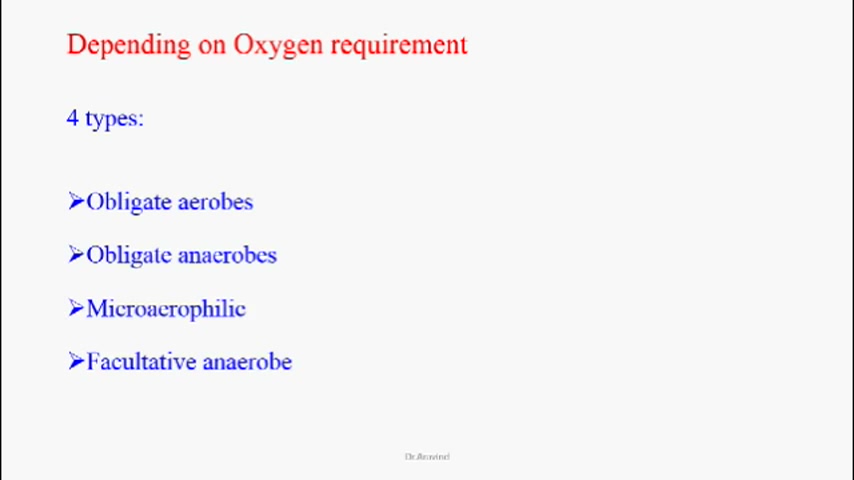 Depending on Oxygen requirement
4 types:
➢Obligate aerobes
➢Obligate anaerobes
➢Microaerophilic
➢Facultative anaerobe
Dr.Aravind